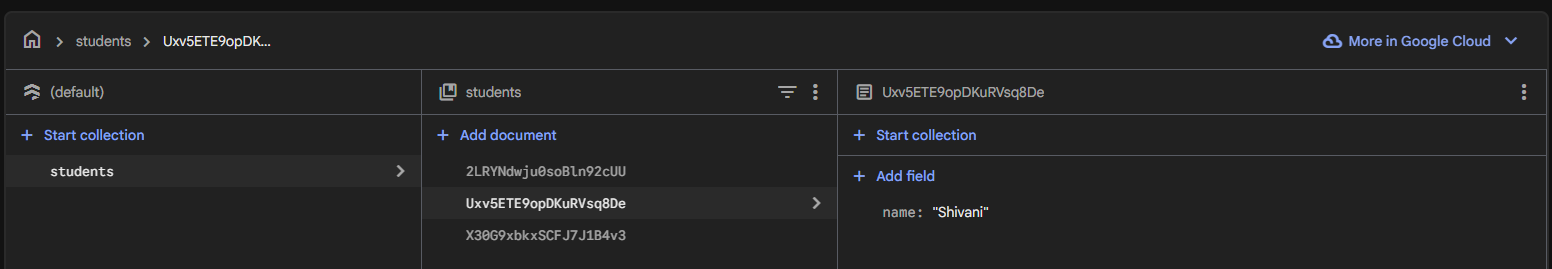 students
Uxv5ETE9opDK...
More in Google Cloud
(default)
students
Uxv5ETE9opDKuRVsq8De
Start collection
Add document
Start collection
students
2LRYNdwju0soBln92cUU
Add field
Uxv5ETE9opDKuRVsq8De
name: "Shivani"
X30G9xbkxSCFJ7J1B4v3